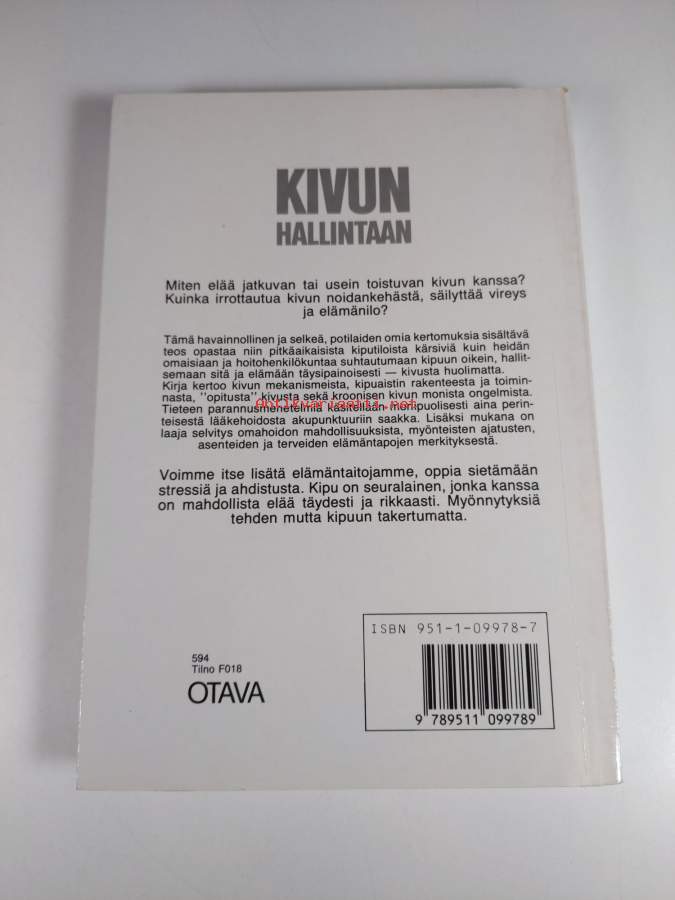 KIVUN
HALLINTAAN
Miten elää jatkuvan tai usein toistuvan kivun kanssa?
Kuinka irrottautua kivun noidankehästä, säilyttää vireys
ja elämänilo?
Tämä havainnollinen ja selkeä, potilaiden omia kertomuksia sisältävä
teos opastaa niin pitkäaikaisista kiputiloista kärsiviä kuin heidän
omaisiaan ja hoitohenkilökuntaa suhtautumaan kipuun oikein, hallit-
semaan sitä ja elämään täysipainoisesti — kivusta huolimatta.
Kirja kertoo kivun mekanismeista, kipuaistin rakenteesta ja toimin-
nasta, ''opitusta'' kivusta sekä kroonisen kivun monista ongelmista.
antikvariaatti.net
Tieteen parannusmenetelmiä käsitellään monipuolisesti aina perin-
teisestä lääkehoidosta akupunktuuriin saakka. Lisäksi mukana on
laaja selvitys omahoidon mahdollisuuksista, myönteisten ajatusten,
asenteiden ja terveiden elämäntapojen merkityksestä.
Voimme itse lisätä elämäntaitojamme, oppia sietämään
stressiä ja ahdistusta. Kipu on seuralainen, jonka kanssa
on mahdollista elää täydesti ja rikkaasti. Myönnytyksiä
tehden mutta kipuun takertumatta.
ISBN 951-1-09978-7
594
Tilno F018
OTAVA
9 789511 099789